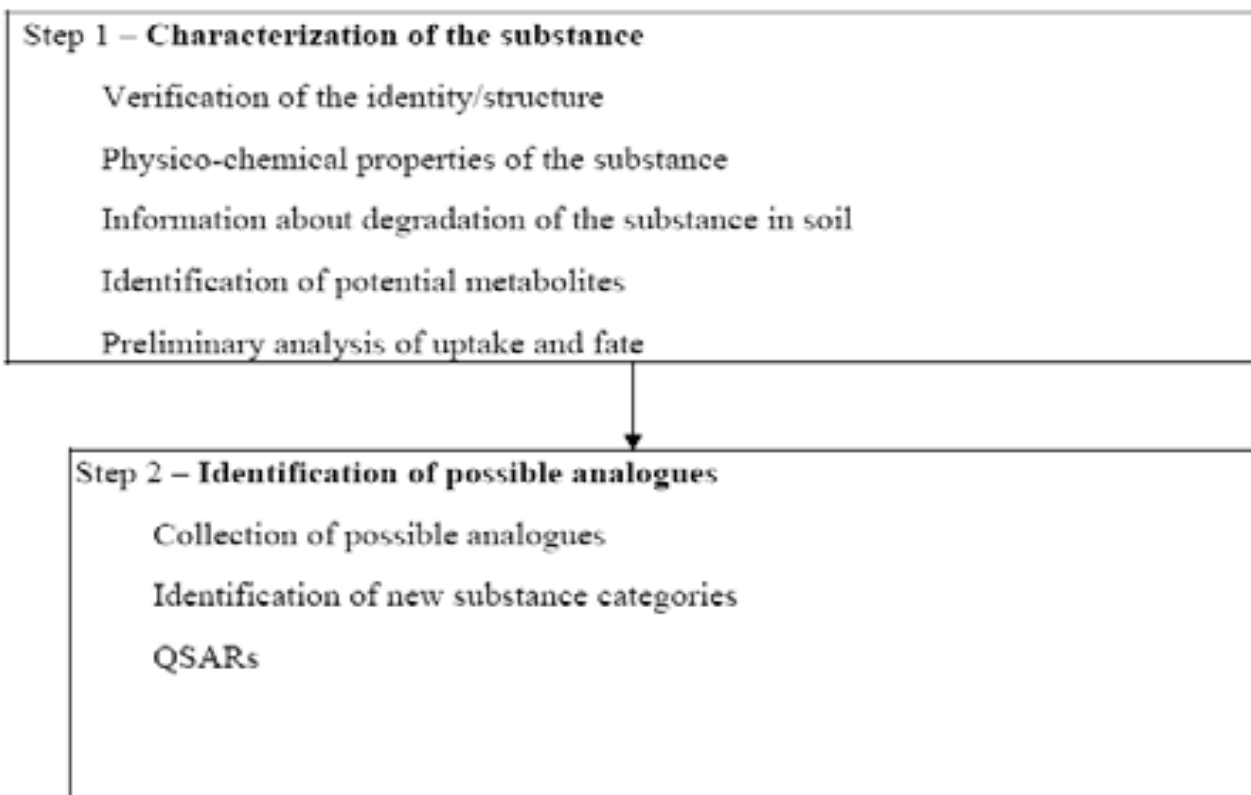 Step 1 – Characterization of the substance
Verification of the identity/structure
Physico-chemical properties of the substance
Information about degradation of the substance in soil
Identification of potential metabolites
Preliminary analysis of uptake and fate
Step 2 – Identification of possible analogues
Collection of possible analogues
Identification of new substance categories
QSARs